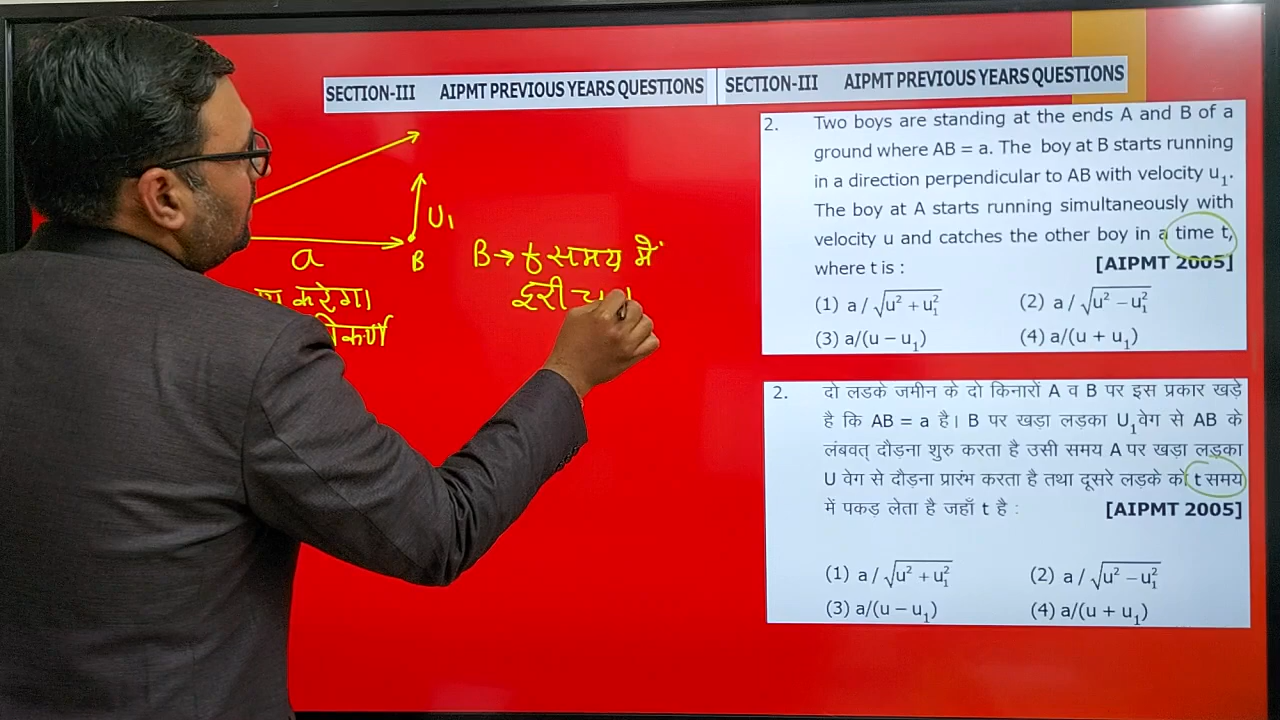 SECTION-III AIPMT PREVIOUS YEARS QUESTIONS
SECTION-III AIPMT PREVIOUS YEARS QUESTIONS
U₁
a
B
करेगा।
B → t समय में
दूरी
2. Two boys are standing at the ends A and B of a
ground where AB = a. The boy at B starts running
in a direction perpendicular to AB with velocity u₁.
The boy at A starts running simultaneously with
velocity u and catches the other boy in a time t,
where t is : [AIPMT 2005]
(1) a / √(u² + u₁²) (2) a / √(u² − u₁²)
(3) a/(u − u₁) (4) a/(u + u₁)
2. दो लडके जमीन के दो किनारों A व B पर इस प्रकार खड़े
है कि AB = a है। B पर खड़ा लड़का U₁वेग से AB के
लंबवत् दौड़ना शुरु करता है उसी समय A पर खड़ा लड़का
U वेग से दौड़ना प्रारंभ करता है तथा दूसरे लड़के को t समय
में पकड़ लेता है जहाँ t है : [AIPMT 2005]
(1) a / √(u² + u₁²) (2) a / √(u² − u₁²)
(3) a/(u − u₁) (4) a/(u + u₁)